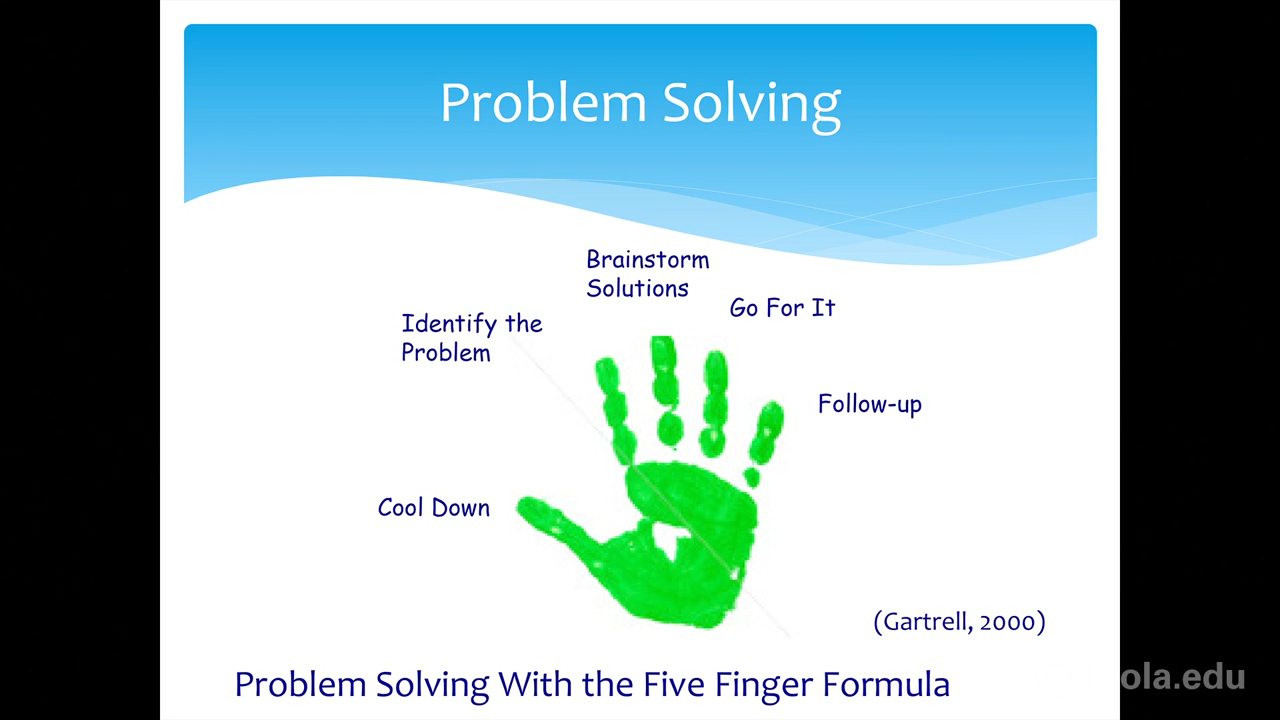 Problem Solving
Brainstorm
Solutions
Go For It
Identify the
Problem
Follow-up
Cool Down
(Gartrell, 2000)
Problem Solving With the Five Finger Formula
ola.edu